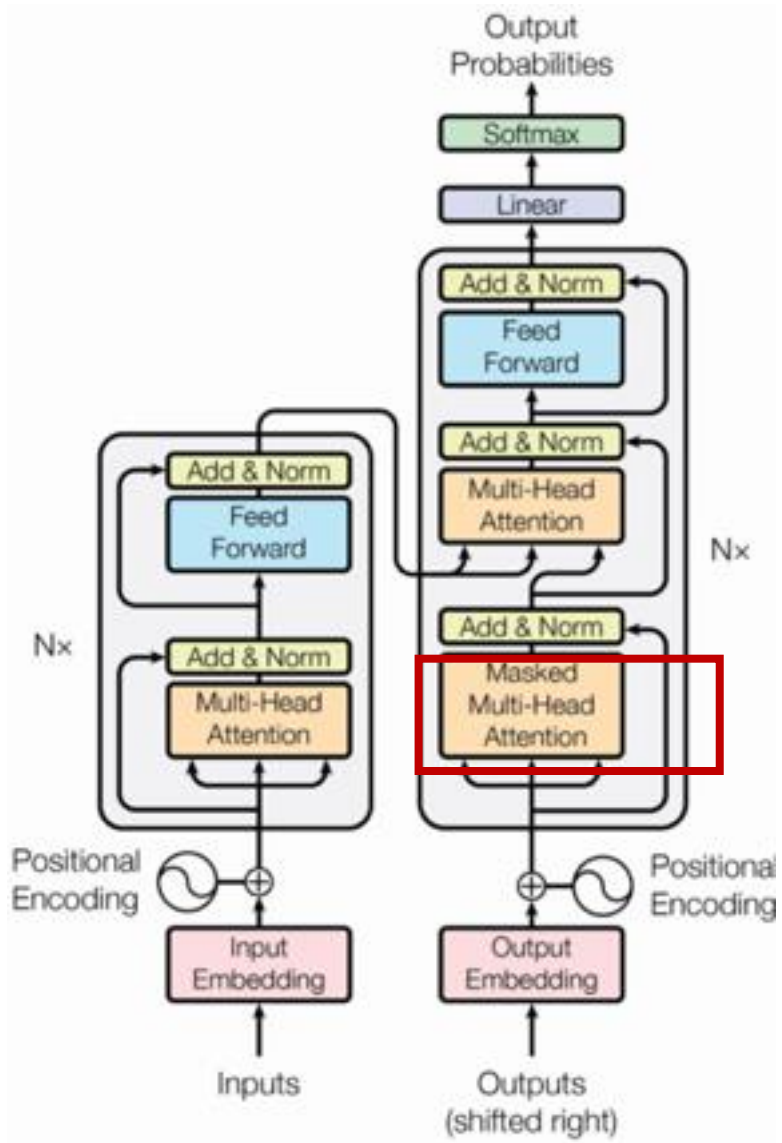 Output
Probabilities
Softmax
Linear
Add & Norm
Feed
Forward
Add & Norm
Multi-Head
Attention
Nx
Add & Norm
Masked
Multi-Head
Attention
Add & Norm
Feed
Forward
Nx
Add & Norm
Multi-Head
Attention
Positional
Encoding
Positional
Encoding
Input
Embedding
Output
Embedding
Inputs
Outputs
(shifted right)